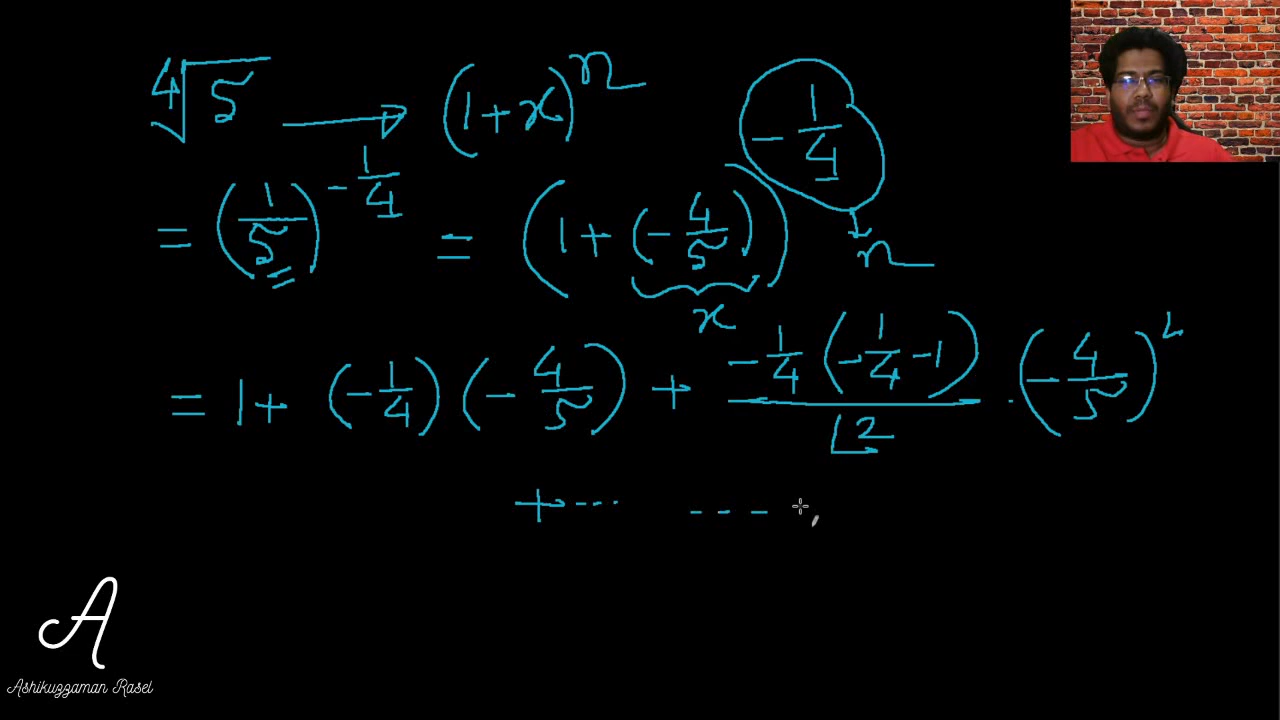 ∜5 → (1+x)^n
= (1/5)^(-1/4) = (1 + (-4/5))^(-1/4)
x n
= 1 + (-1/4)(-4/5) + (-1/4(-1/4-1))/(⌊2) . (-4/5)^2
+ ... - - -
A
Ashikuzzaman Rasel